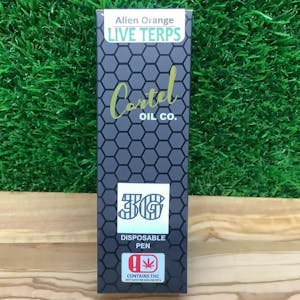 Alien Orange
LIVE TERPS
Cartel
OIL CO.
3G
DISPOSABLE
PEN
CONTAINS THC